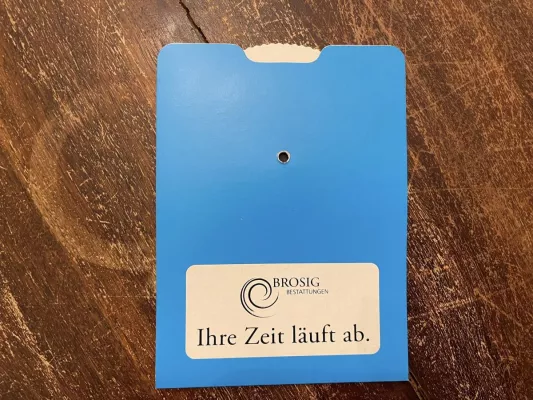 BROSIG
BESTATTUNGEN
Ihre Zeit läuft ab.